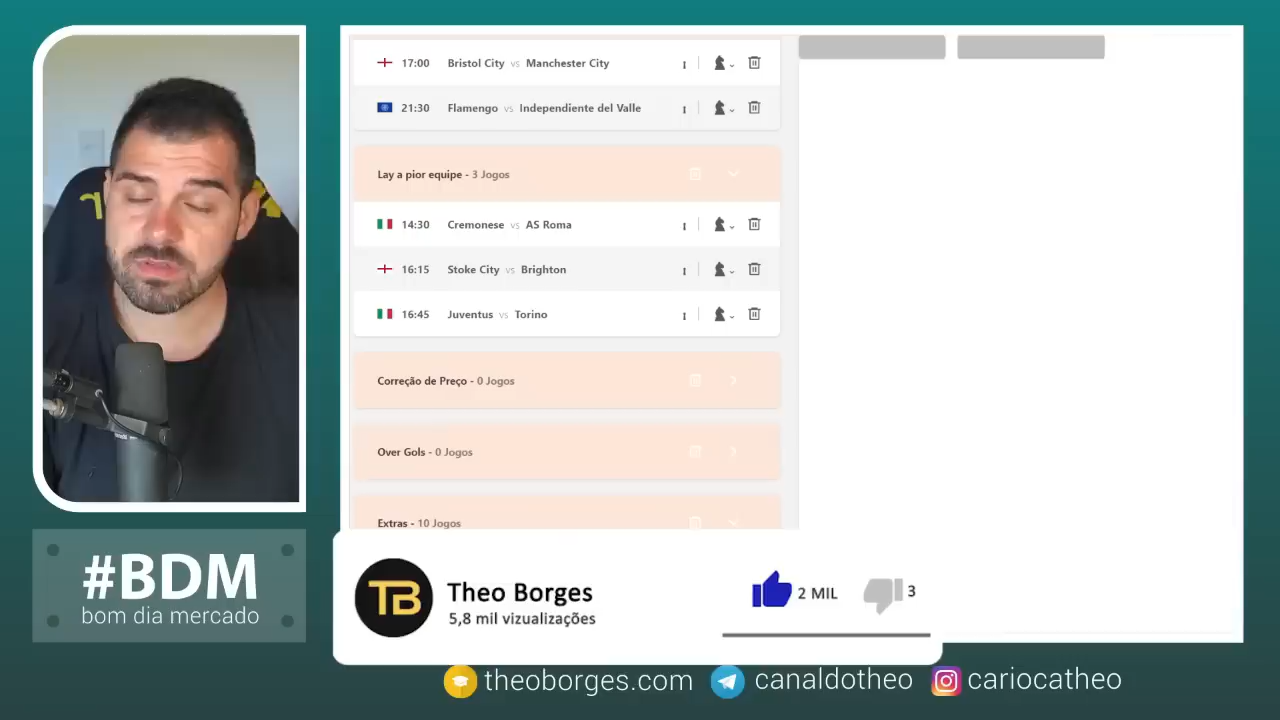 17:00 Bristol City vs Manchester City
21:30 Flamengo vs Independiente del Valle
Lay a pior equipe - 3 Jogos
14:30 Cremonese vs AS Roma
16:15 Stoke City vs Brighton
16:45 Juventus vs Torino
Correção de Preço - 0 Jogos
Over Gols - 0 Jogos
Extras - 10 Jogos
#BDM
bom dia mercado
TB
Theo Borges
5,8 mil vizualizações
2 MIL
3
theoborges.com canaldotheo cariocatheo